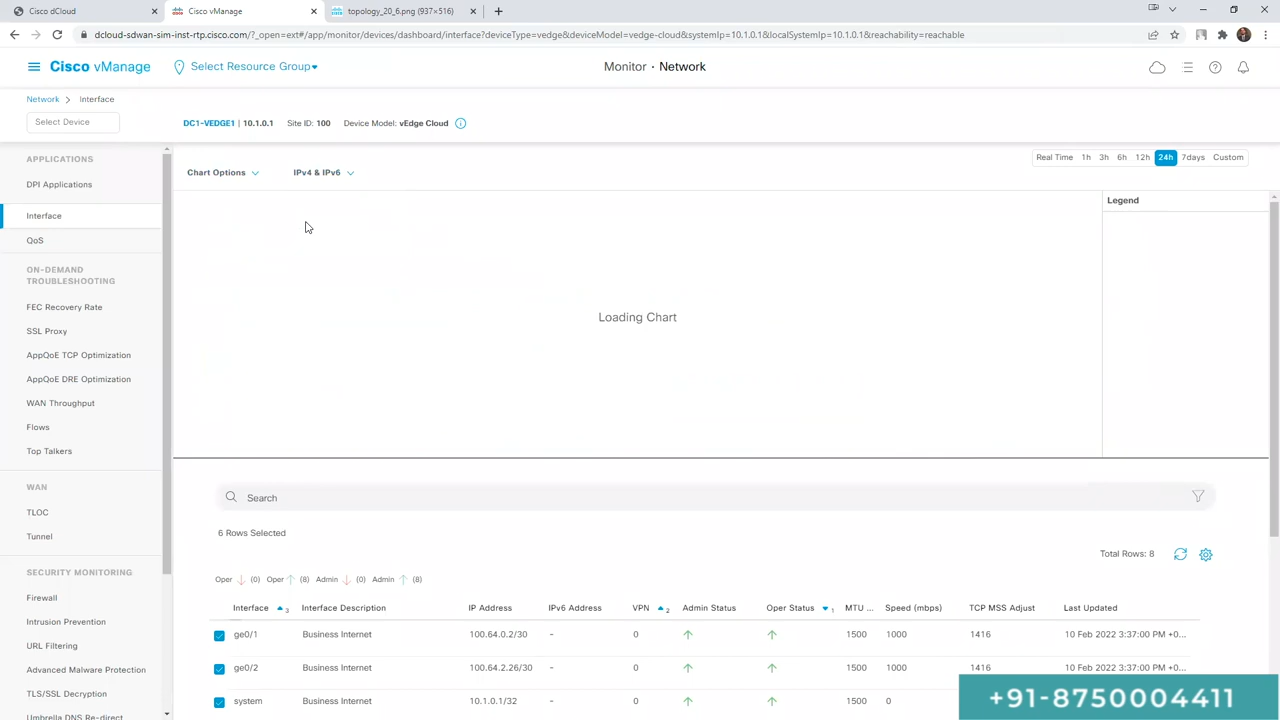 Cisco dCloud
Cisco vManage
topology_20_6.png (937×565)
dcloud-sdwan-sim-inst-rtp.cisco.com/?_open=ext#/app/monitor/devices/dashboard/interface?deviceType=vedge&deviceModel=vedge-cloud&systemIp=10.1.0.1&localSystemIp=10.1.0.1&reachability=reachable
Cisco vManage
Select Resource Group
Monitor · Network
Network > Interface
Select Device
DC1-VEDGE1 | 10.1.0.1 Site ID: 100 Device Model: vEdge Cloud
APPLICATIONS
DPI Applications
Interface
QoS
ON-DEMAND
TROUBLESHOOTING
FEC Recovery Rate
SSL Proxy
AppQoE TCP Optimization
AppQoE DRE Optimization
WAN Throughput
Flows
Top Talkers
WAN
TLOC
Tunnel
SECURITY MONITORING
Firewall
Intrusion Prevention
URL Filtering
Advanced Malware Protection
TLS/SSL Decryption
Umbrella DNS Re-direct
Real Time 1h 3h 6h 12h 24h 7days Custom
Chart Options IPv4 & IPv6
Legend
Loading Chart
Search
6 Rows Selected
Total Rows: 8
Oper (0) Oper (8) Admin (0) Admin (8)
Interface 3 Interface Description IP Address IPv6 Address VPN 2 Admin Status Oper Status 1 MTU ... Speed (mbps) TCP MSS Adjust Last Updated
ge0/1 Business Internet 100.64.0.2/30 - 0 1500 1000 1416 10 Feb 2022 3:37:00 PM +0...
ge0/2 Business Internet 100.64.2.26/30 - 0 1500 1000 1416 10 Feb 2022 3:37:00 PM +0...
system Business Internet 10.1.0.1/32 - 0 1500 0
+91-8750004411